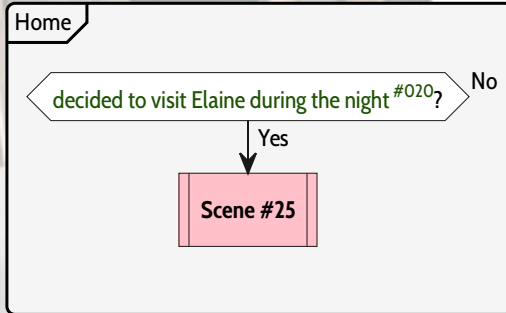 Home
decided to visit Elaine during the night #020?
No
Yes
Scene #25